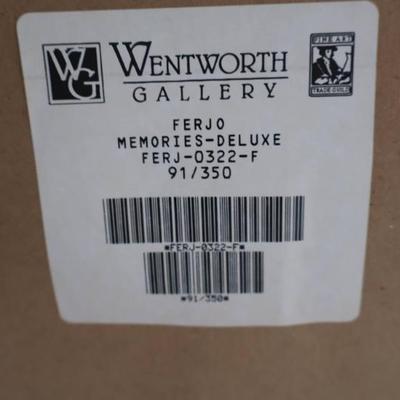 WG
WENTWORTH
GALLERY
FINE ART
TRADE GUILD
FERJO
MEMORIES-DELUXE
FERJ-0322-F
91/350
*FERJ-0322-F*
*91/350*